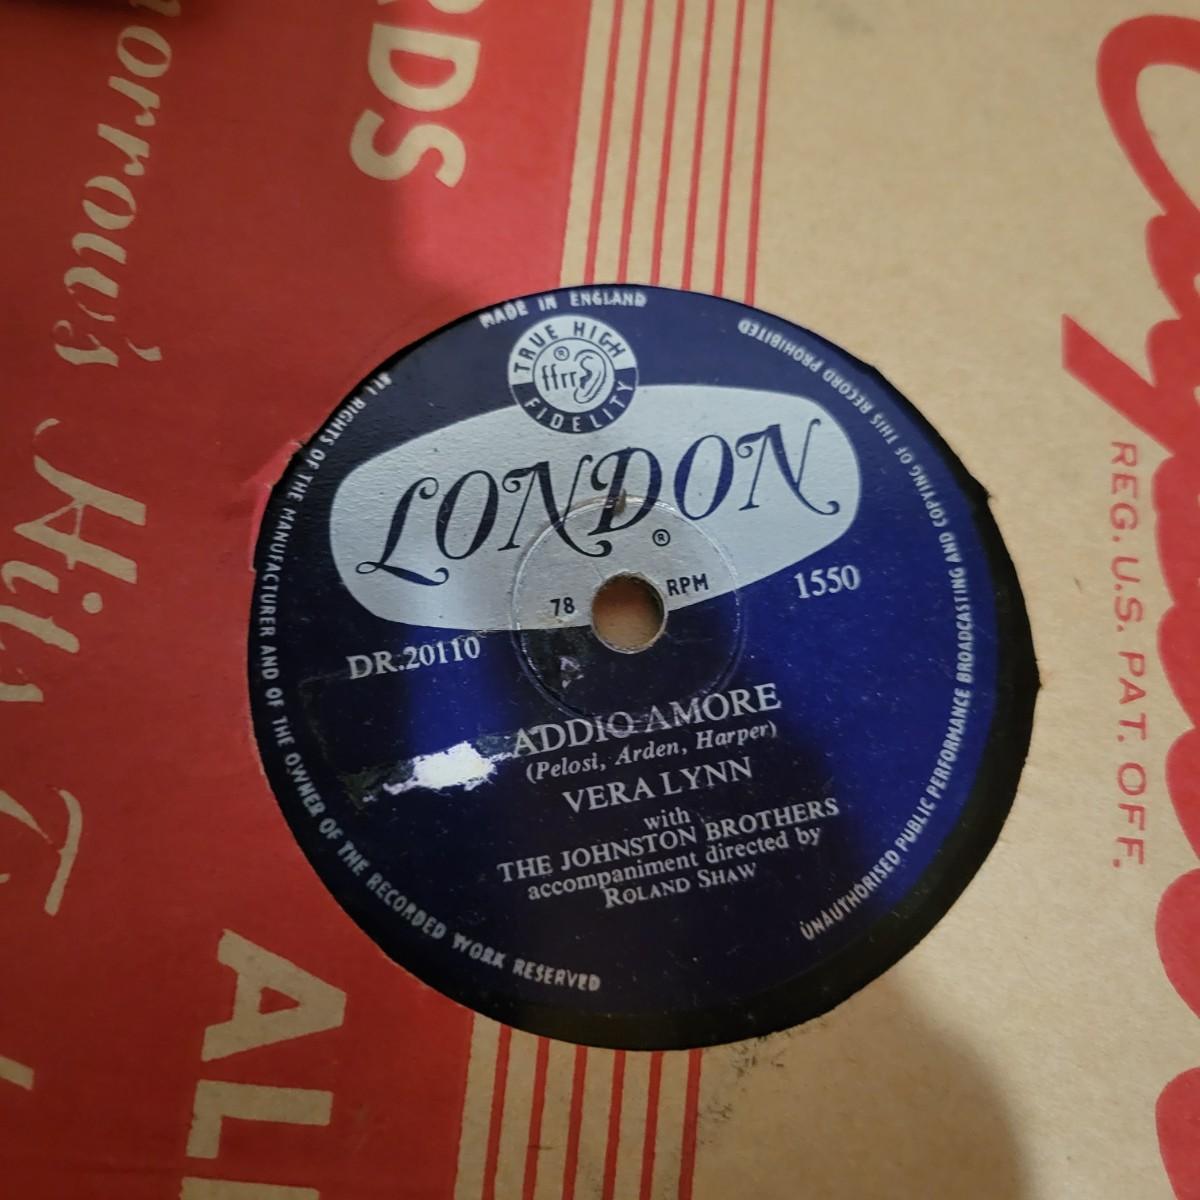 MADE IN ENGLAND
TRUE HIGH
® ffrr
FIDELITY
LONDON
®
78 RPM
1550
DR.20110
ADDIO AMORE
(Pelosi, Arden, Harper)
VERA LYNN
with
THE JOHNSTON BROTHERS
accompaniment directed by
ROLAND SHAW
ALL RIGHTS OF THE MANUFACTURER AND OF THE OWNER OF THE RECORDED WORK RESERVED
UNAUTHORISED PUBLIC PERFORMANCE BROADCASTING AND COPYING OF THIS RECORD PROHIBITED
RDS
orrow's Hits T
ALL
REG. U.S. PAT. OFF.